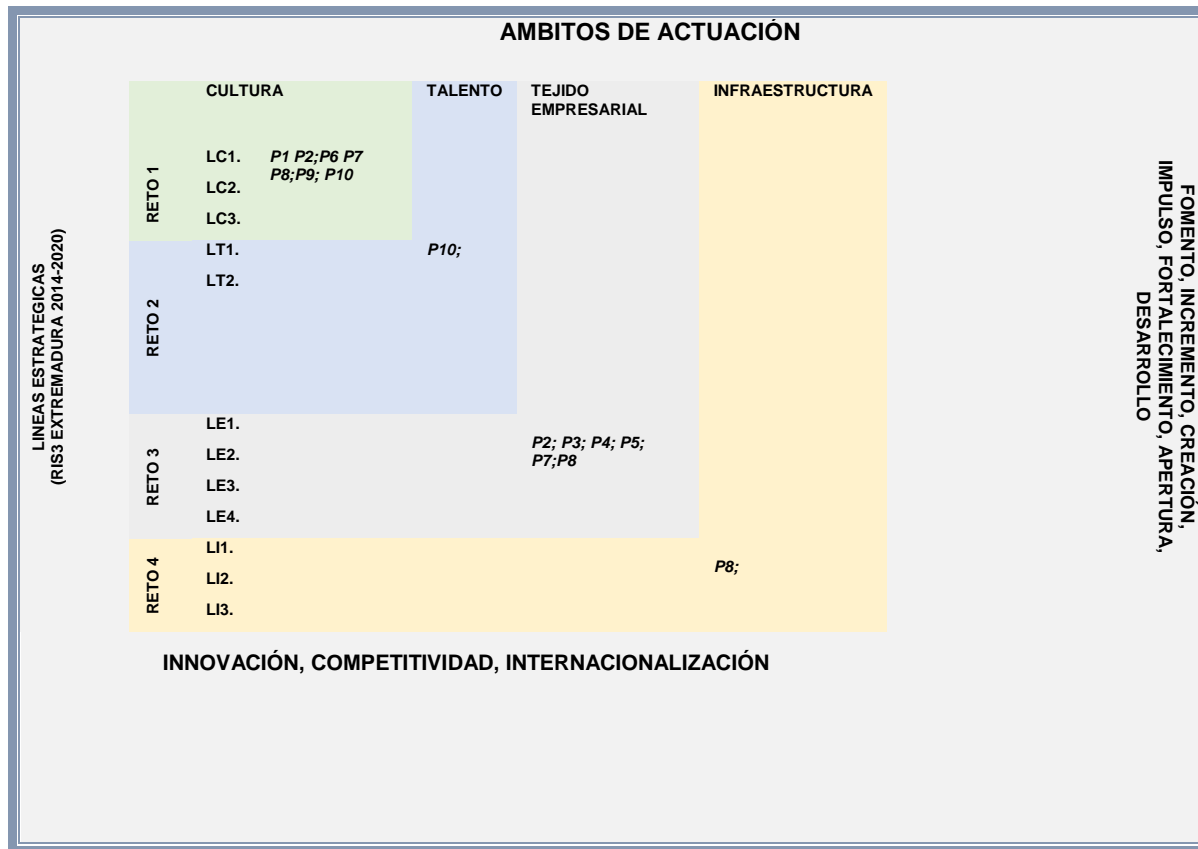 AMBITOS DE ACTUACIÓN
CULTURA
TALENTO
TEJIDO
EMPRESARIAL
INFRAESTRUCTURA
RETO 1
LC1.
P1 P2;P6 P7
P8;P9; P10
LC2.
LC3.
RETO 2
LT1.
P10;
LT2.
RETO 3
LE1.
P2; P3; P4; P5;
P7;P8
LE2.
LE3.
LE4.
RETO 4
LI1.
LI2.
P8;
LI3.
LINEAS ESTRATEGICAS
(RIS3 EXTREMADURA 2014-2020)
FOMENTO, INCREMENTO, CREACIÓN,
IMPULSO, FORTALECIMIENTO, APERTURA,
DESARROLLO
INNOVACIÓN, COMPETITIVIDAD, INTERNACIONALIZACIÓN